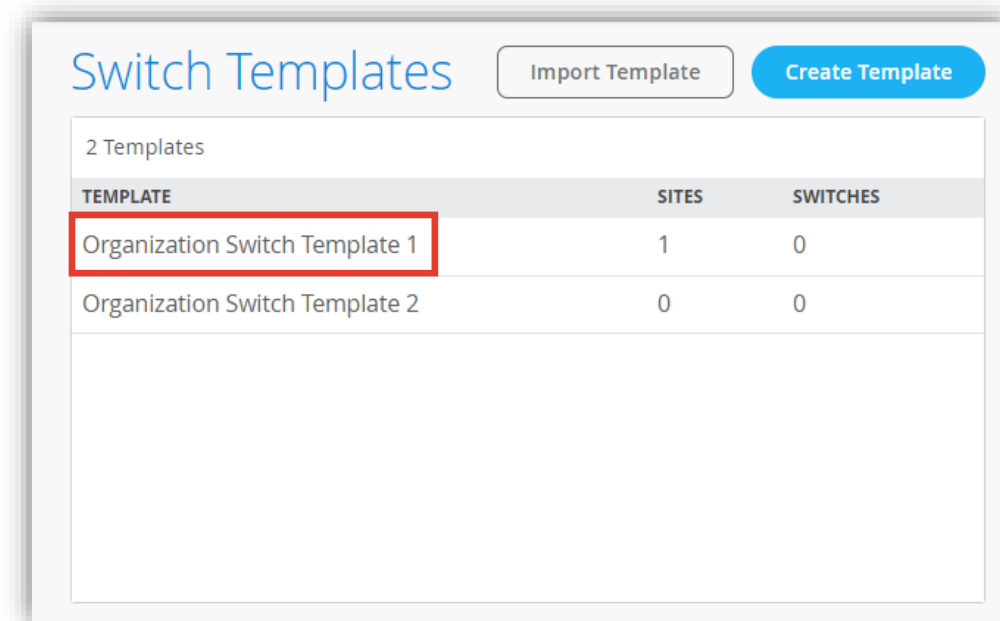 Switch Templates
Import Template
Create Template
2 Templates
TEMPLATE SITES SWITCHES
Organization Switch Template 1 1 0
Organization Switch Template 2 0 0